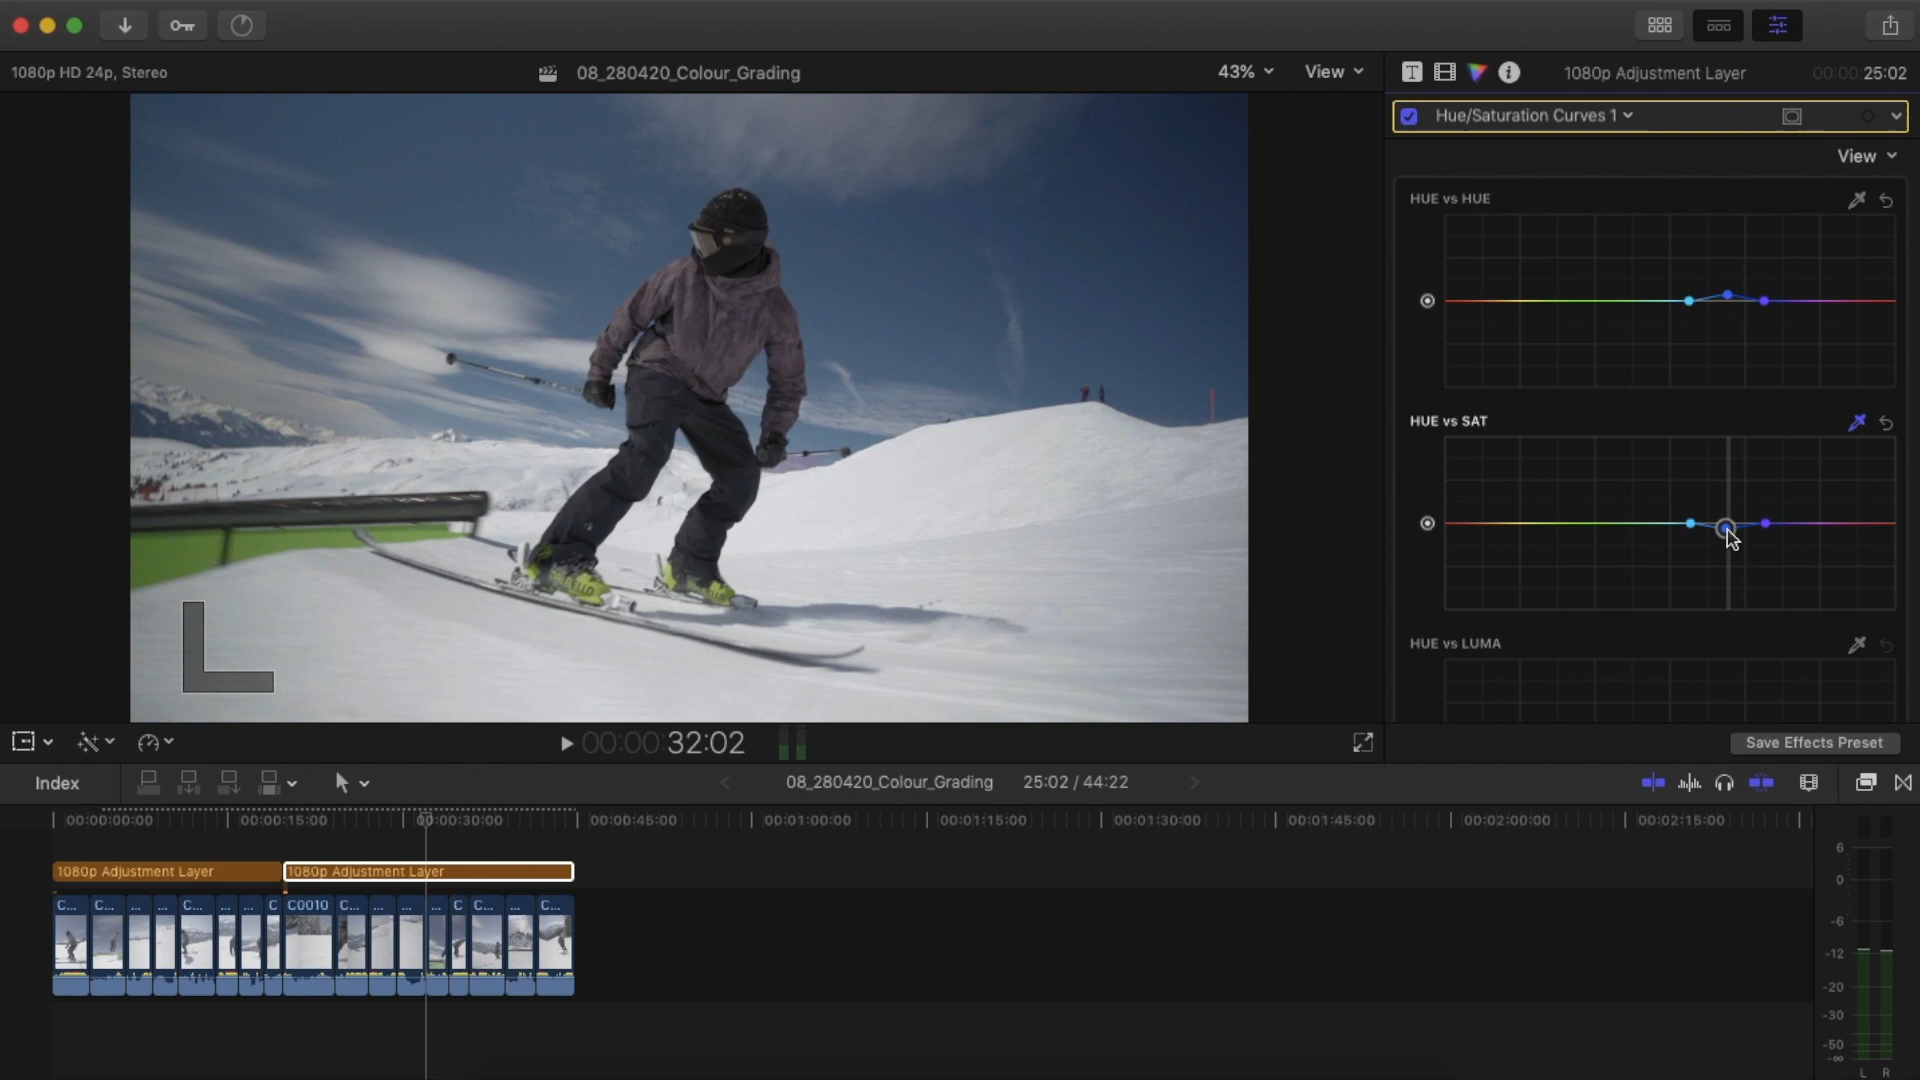 1080p HD 24p, Stereo
08_280420_Colour_Grading
43%
View
1080p Adjustment Layer
00:00:25:02
Hue/Saturation Curves 1
View
HUE vs HUE
HUE vs SAT
HUE vs LUMA
00:00:32:02
Save Effects Preset
Index
08_280420_Colour_Grading
25:02 / 44:22
00:00:00:00
00:00:15:00
00:00:30:00
00:00:45:00
00:01:00:00
00:01:15:00
00:01:30:00
00:01:45:00
00:02:00:00
00:02:15:00
1080p Adjustment Layer
1080p Adjustment Layer
C...
C...
...
...
C...
...
...
C
C0010
C...
...
...
...
C
C...
...
C...
6
0
-6
-12
-20
-30
-50
-∞
L R